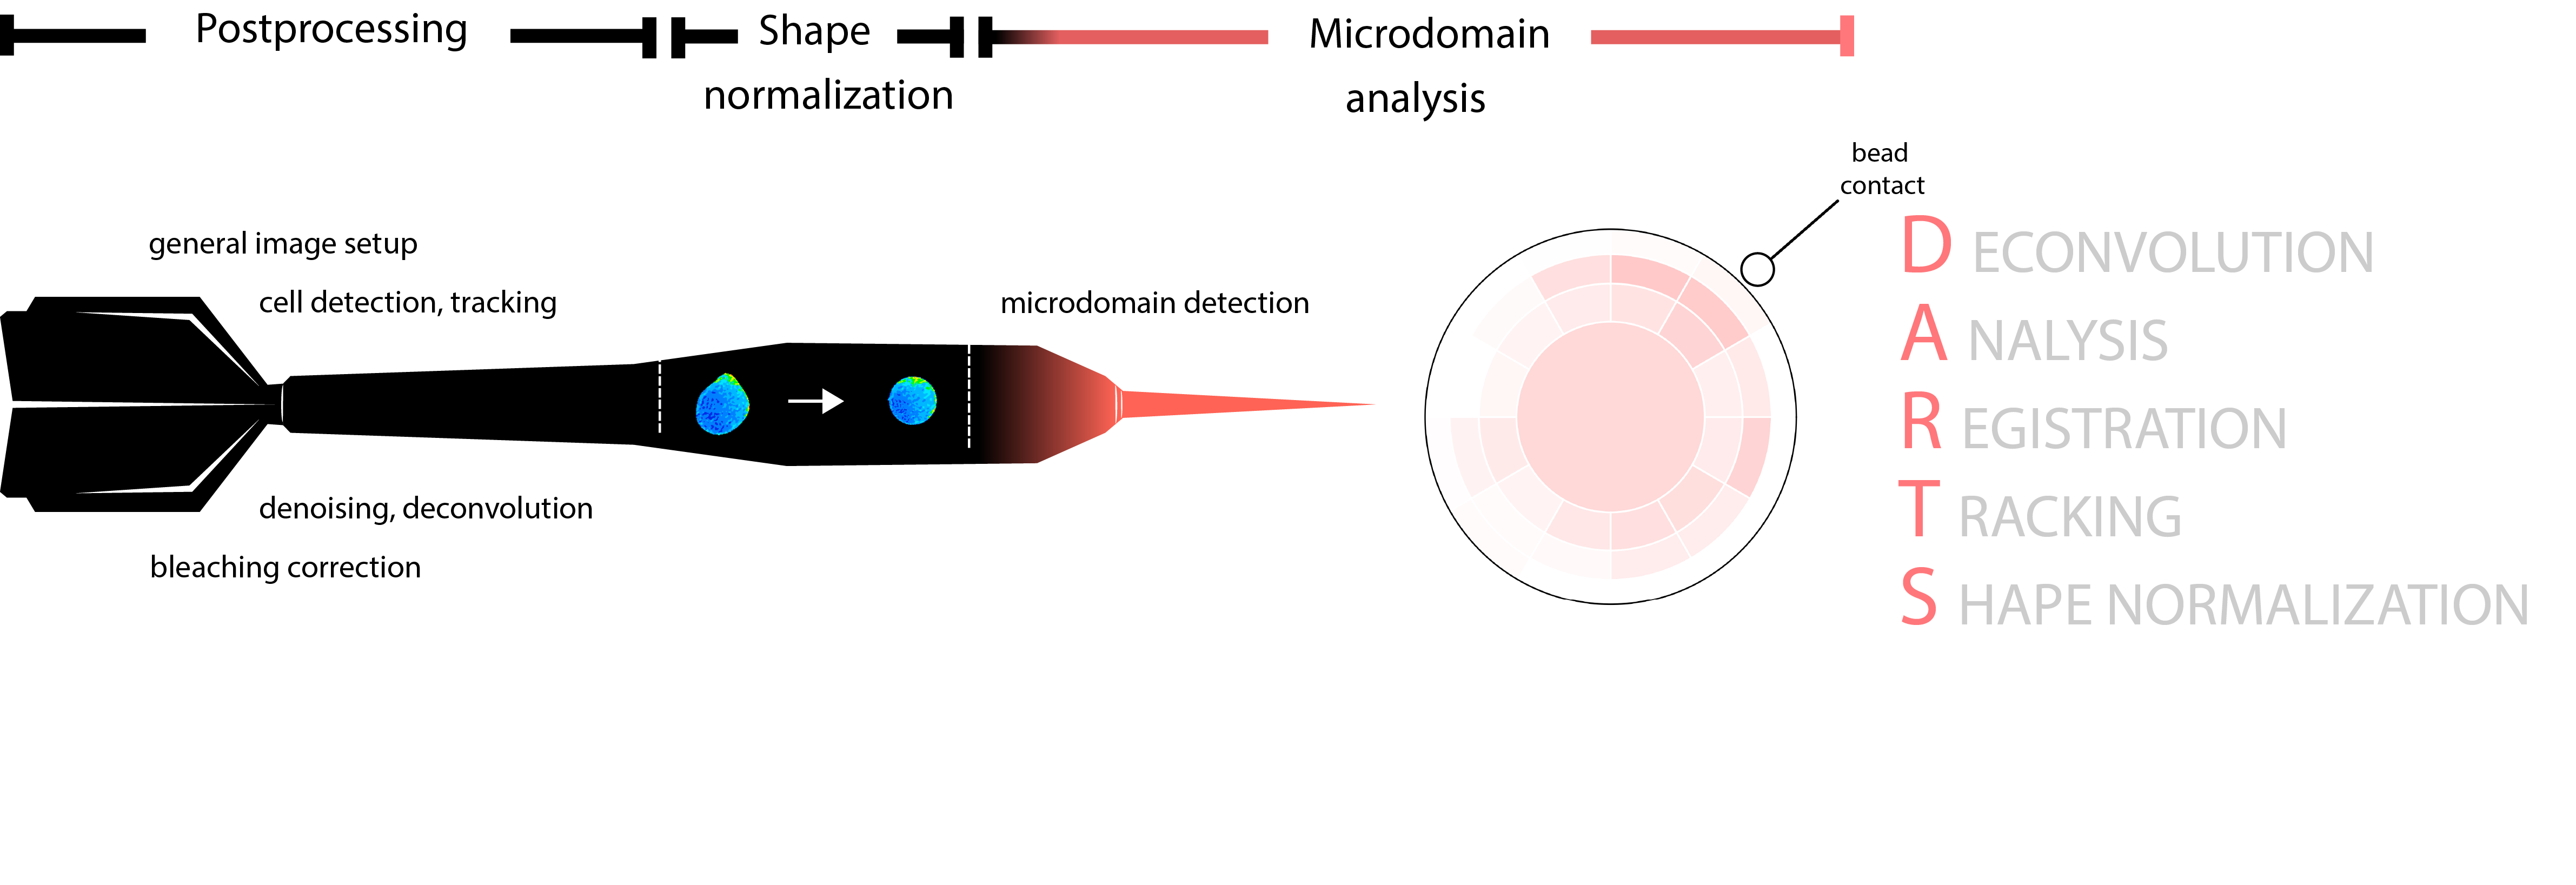 Postprocessing
Shape
normalization
Microdomain
analysis
bead
contact
general image setup
cell detection, tracking
microdomain detection
denoising, deconvolution
bleaching correction
D ECONVOLUTION
A NALYSIS
R EGISTRATION
T RACKING
S HAPE NORMALIZATION